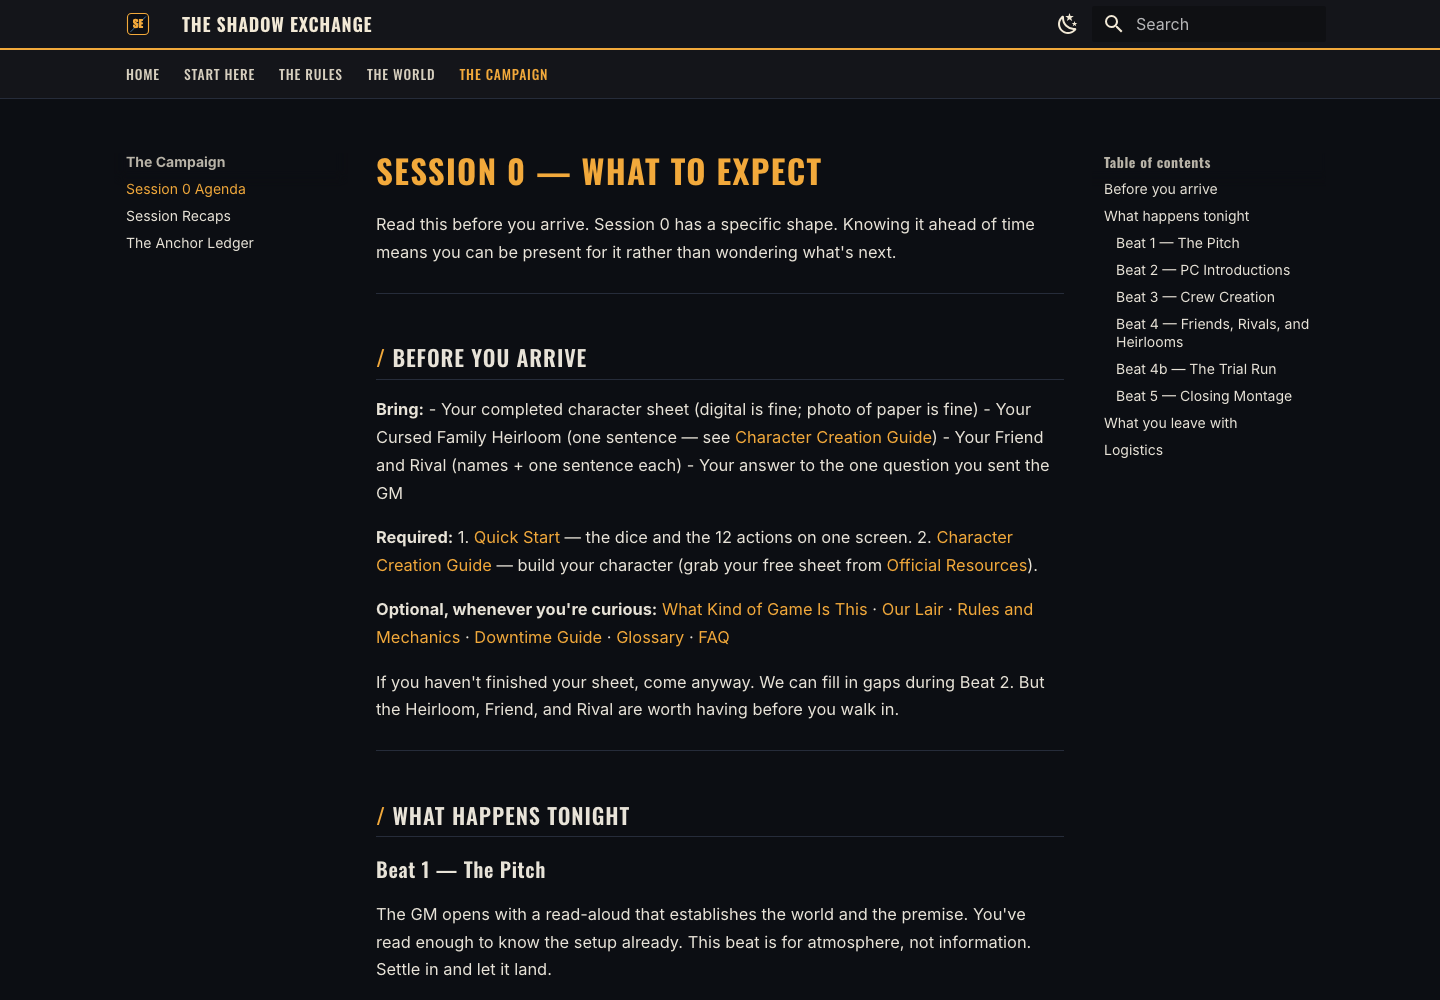 SE
THE SHADOW EXCHANGE
Search
HOME
START HERE
THE RULES
THE WORLD
THE CAMPAIGN
The Campaign
Session 0 Agenda
Session Recaps
The Anchor Ledger
SESSION 0 — WHAT TO EXPECT
Read this before you arrive. Session 0 has a specific shape. Knowing it ahead of time
means you can be present for it rather than wondering what's next.
/ BEFORE YOU ARRIVE
Bring: - Your completed character sheet (digital is fine; photo of paper is fine) - Your
Cursed Family Heirloom (one sentence — see Character Creation Guide) - Your Friend
and Rival (names + one sentence each) - Your answer to the one question you sent the
GM
Required: 1. Quick Start — the dice and the 12 actions on one screen. 2. Character
Creation Guide — build your character (grab your free sheet from Official Resources).
Optional, whenever you're curious: What Kind of Game Is This · Our Lair · Rules and
Mechanics · Downtime Guide · Glossary · FAQ
If you haven't finished your sheet, come anyway. We can fill in gaps during Beat 2. But
the Heirloom, Friend, and Rival are worth having before you walk in.
/ WHAT HAPPENS TONIGHT
Beat 1 — The Pitch
The GM opens with a read-aloud that establishes the world and the premise. You've
read enough to know the setup already. This beat is for atmosphere, not information.
Settle in and let it land.
Table of contents
Before you arrive
What happens tonight
Beat 1 — The Pitch
Beat 2 — PC Introductions
Beat 3 — Crew Creation
Beat 4 — Friends, Rivals, and
Heirlooms
Beat 4b — The Trial Run
Beat 5 — Closing Montage
What you leave with
Logistics